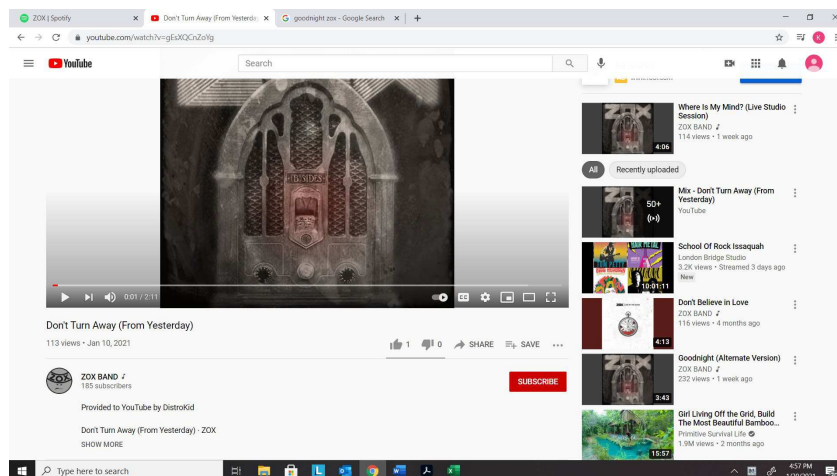 ZOX | Spotify
Don't Turn Away (From Yesterda
goodnight zox - Google Search
youtube.com/watch?v=gEsXQCnZoYg
K
YouTube
Search
Where Is My Mind? (Live Studio
Session)
ZOX BAND
114 views • 1 week ago
4:06
All
Recently uploaded
Mix - Don't Turn Away (From
Yesterday)
YouTube
50+
School Of Rock Issaquah
London Bridge Studio
3.2K views • Streamed 3 days ago
New
10:01:11
Don't Believe in Love
ZOX BAND
116 views • 4 months ago
4:13
Goodnight (Alternate Version)
ZOX BAND
232 views • 1 week ago
3:43
Girl Living Off the Grid, Build
The Most Beautiful Bamboo...
Primitive Survival Life
1.9M views • 2 months ago
15:57
0:01 / 2:11
Don't Turn Away (From Yesterday)
113 views • Jan 10, 2021
1
0
SHARE
SAVE
ZOX BAND
185 subscribers
SUBSCRIBE
Provided to YouTube by DistroKid
Don't Turn Away (From Yesterday) · ZOX
SHOW MORE
Type here to search
4:57 PM